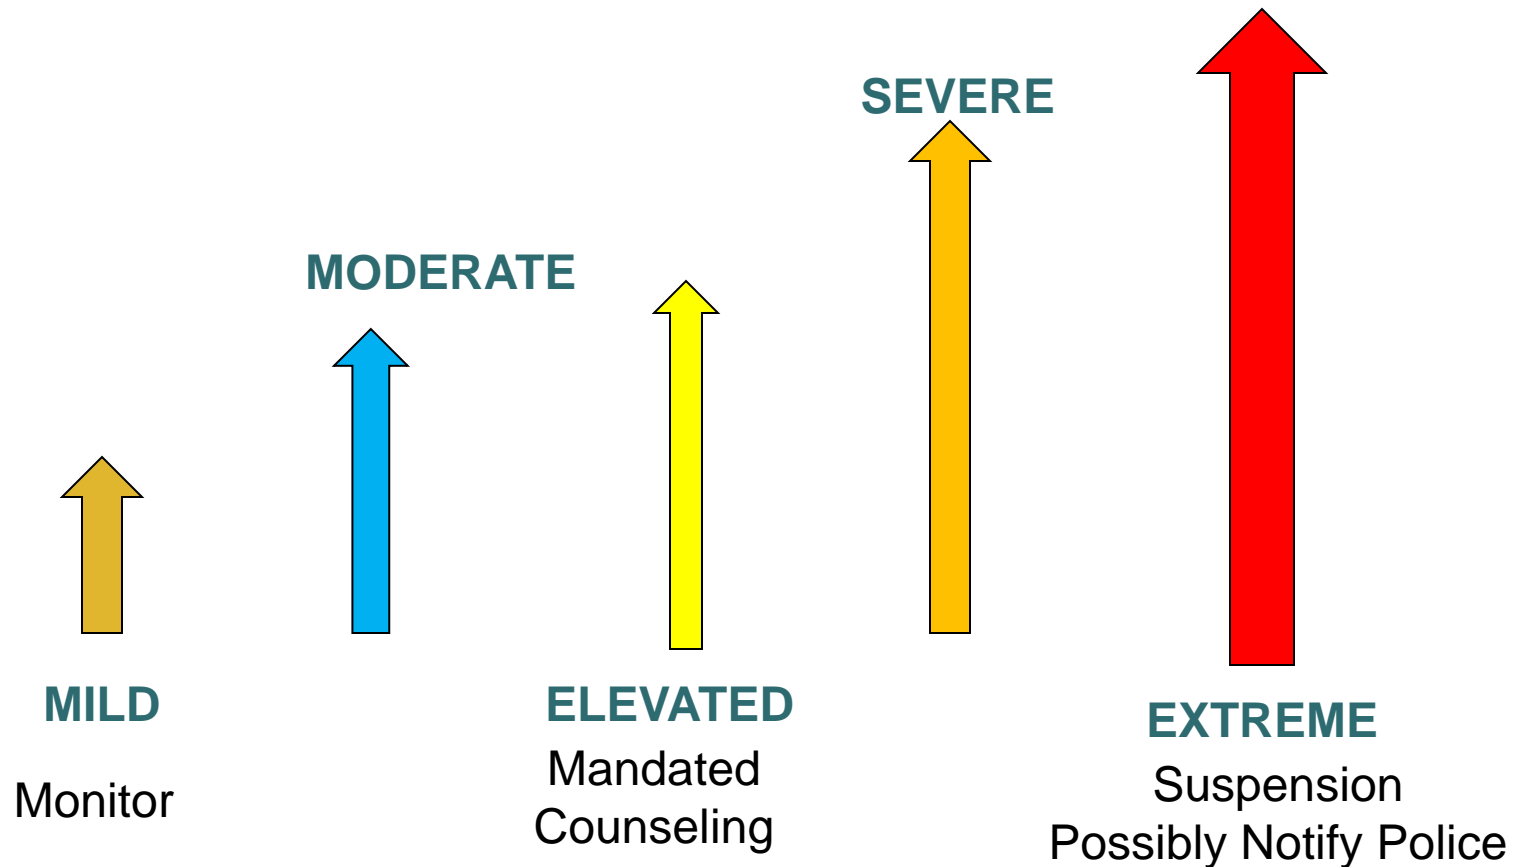 SEVERE
MODERATE
MILD
Monitor
ELEVATED
Mandated
Counseling
EXTREME
Suspension
Possibly Notify Police